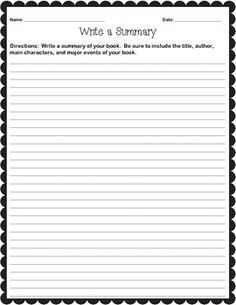 Name: Date:
Write a Summary
Directions: Write a summary of your book. Be sure to include the title, author,
main characters, and major events of your book.